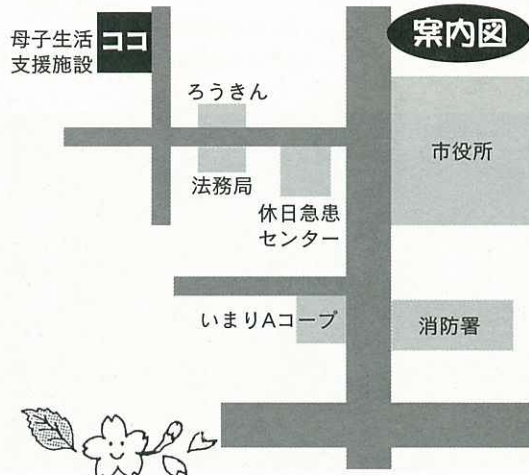 案内図
母子生活
支援施設
ココ
ろうきん
市役所
法務局
休日急患
センター
いまりAコープ
消防署